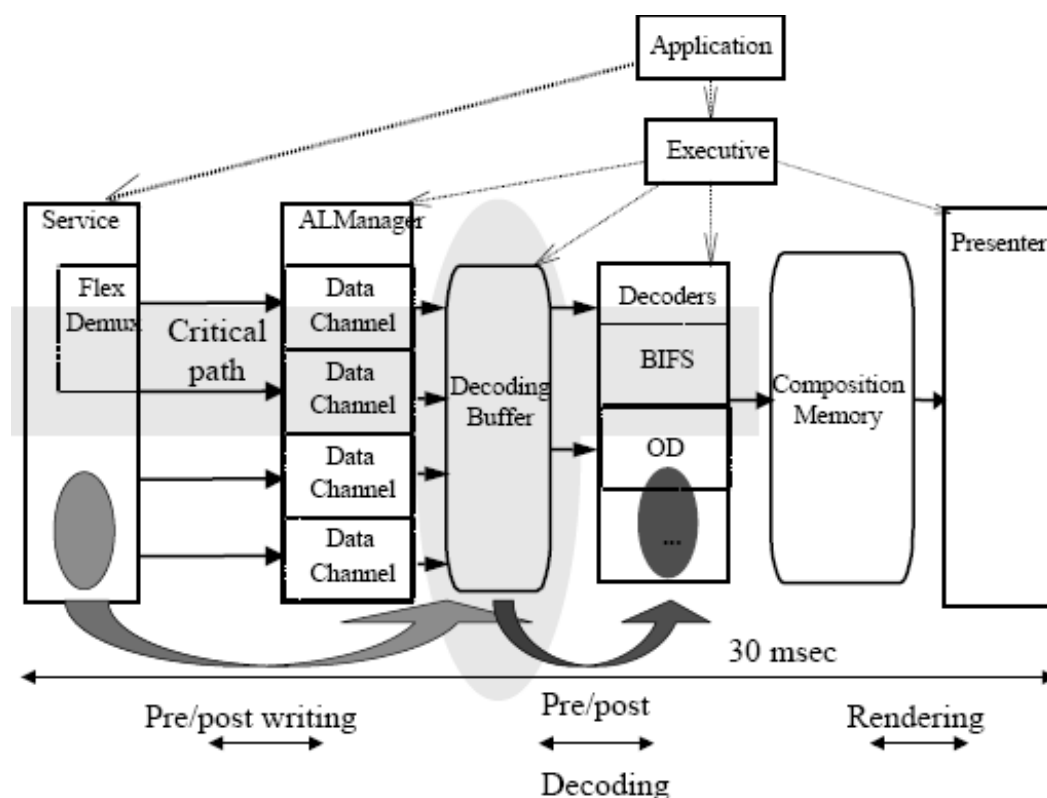 Application
Executive
Service
ALManager
Presenter
Flex
Demux
Critical
path
Data
Channel
Data
Channel
Data
Channel
Data
Channel
Decoding
Buffer
Decoders
BIFS
OD
...
Composition
Memory
30 msec
Pre/post writing
Pre/post
Decoding
Rendering